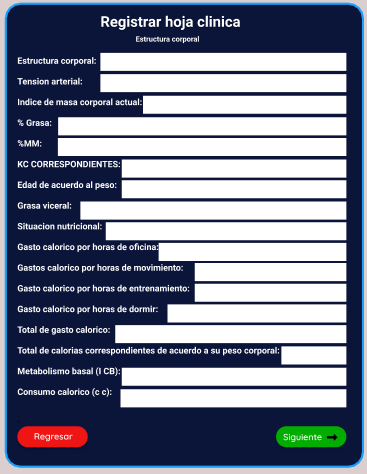 Registrar hoja clinica
Estructura corporal
Estructura corporal:
Tension arterial:
Indice de masa corporal actual:
% Grasa:
%MM:
KC CORRESPONDIENTES:
Edad de acuerdo al peso:
Grasa viceral:
Situacion nutricional:
Gasto calorico por horas de oficina:
Gastos calorico por horas de movimiento:
Gasto calorico por horas de entrenamiento:
Gasto calorico por horas de dormir:
Total de gasto calorico:
Total de calorias correspondientes de acuerdo a su peso corporal:
Metabolismo basal (I CB):
Consumo calorico (c c):
Regresar
Siguiente